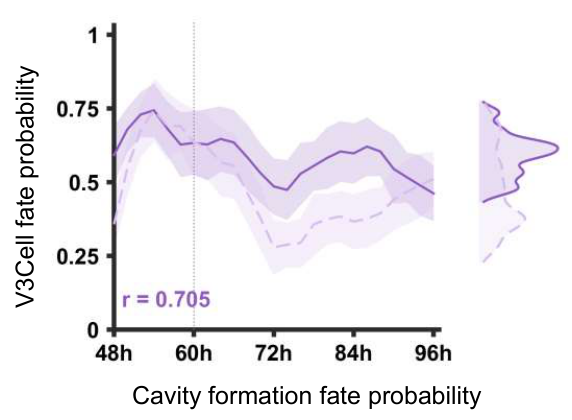 1
0.75
0.5
0.25
0
V3Cell fate probability
r = 0.705
48h 60h 72h 84h 96h
Cavity formation fate probability